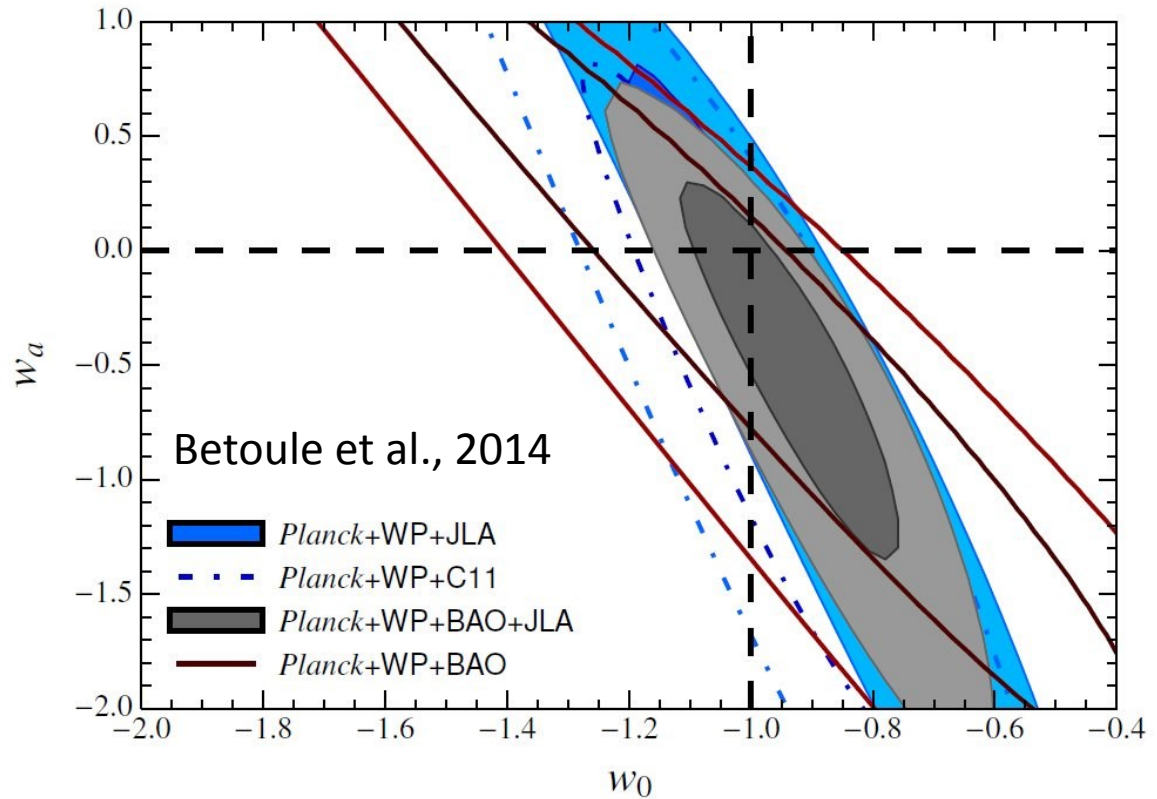 1.0
0.5
0.0
−0.5
−1.0
−1.5
−2.0
w_a
Betoule et al., 2014
Planck+WP+JLA
Planck+WP+C11
Planck+WP+BAO+JLA
Planck+WP+BAO
−2.0 −1.8 −1.6 −1.4 −1.2 −1.0 −0.8 −0.6 −0.4
w_0